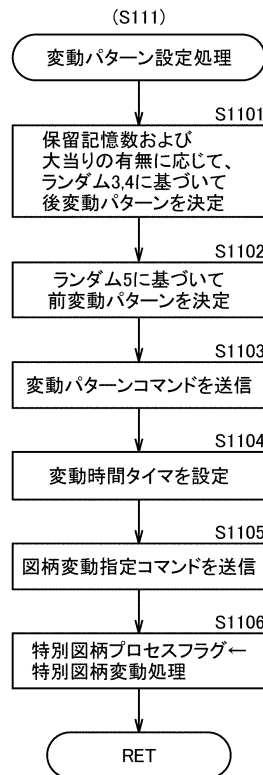 (S111)
変動パターン設定処理
S1101
保留記憶数および
大当りの有無に応じて、
ランダム3,4に基づいて
後変動パターンを決定
S1102
ランダム5に基づいて
前変動パターンを決定
S1103
変動パターンコマンドを送信
S1104
変動時間タイマを設定
S1105
図柄変動指定コマンドを送信
S1106
特別図柄プロセスフラグ←
特別図柄変動処理
RET